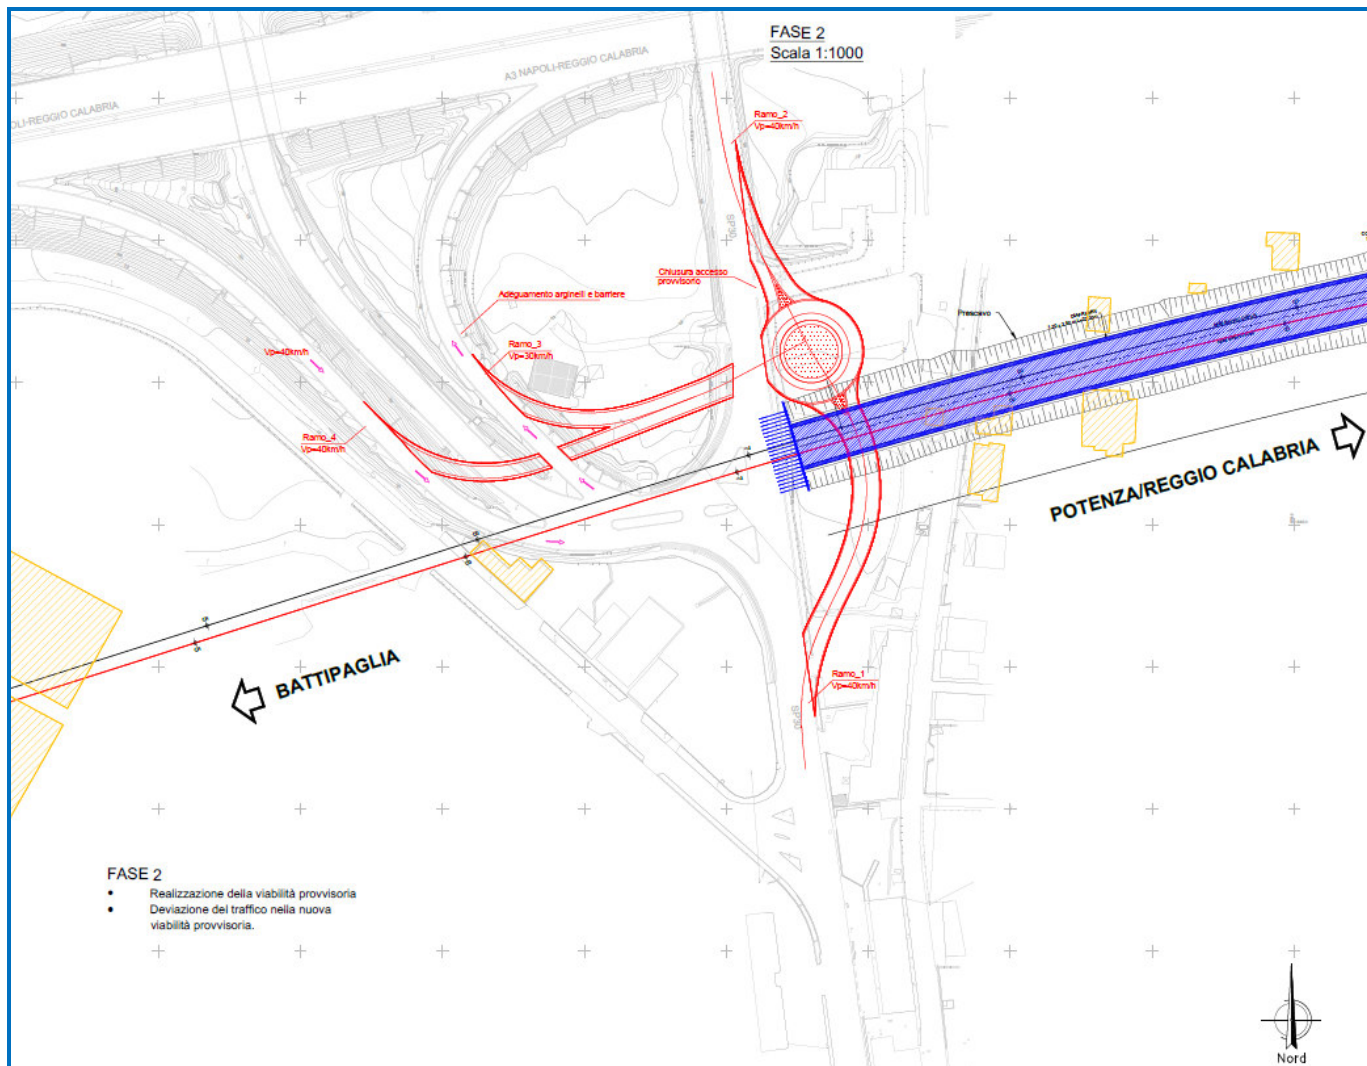 FASE 2
Scala 1:1000
A3 NAPOLI-REGGIO CALABRIA
OLI-REGGIO CALABRIA
Ramo_2
Vp=40km/h
SP30
Chiusura accesso
provvisorio
Adeguamento arginelli e barriere
Prescavo
Vp=40km/h
Ramo_3
Vp=30km/h
Ramo_4
Vp=40km/h
POTENZA/REGGIO CALABRIA
BATTIPAGLIA
Ramo_1
Vp=40km/h
SP30
FASE 2
• Realizzazione della viabilità provvisoria
• Deviazione del traffico nella nuova
viabilità provvisoria.
Nord